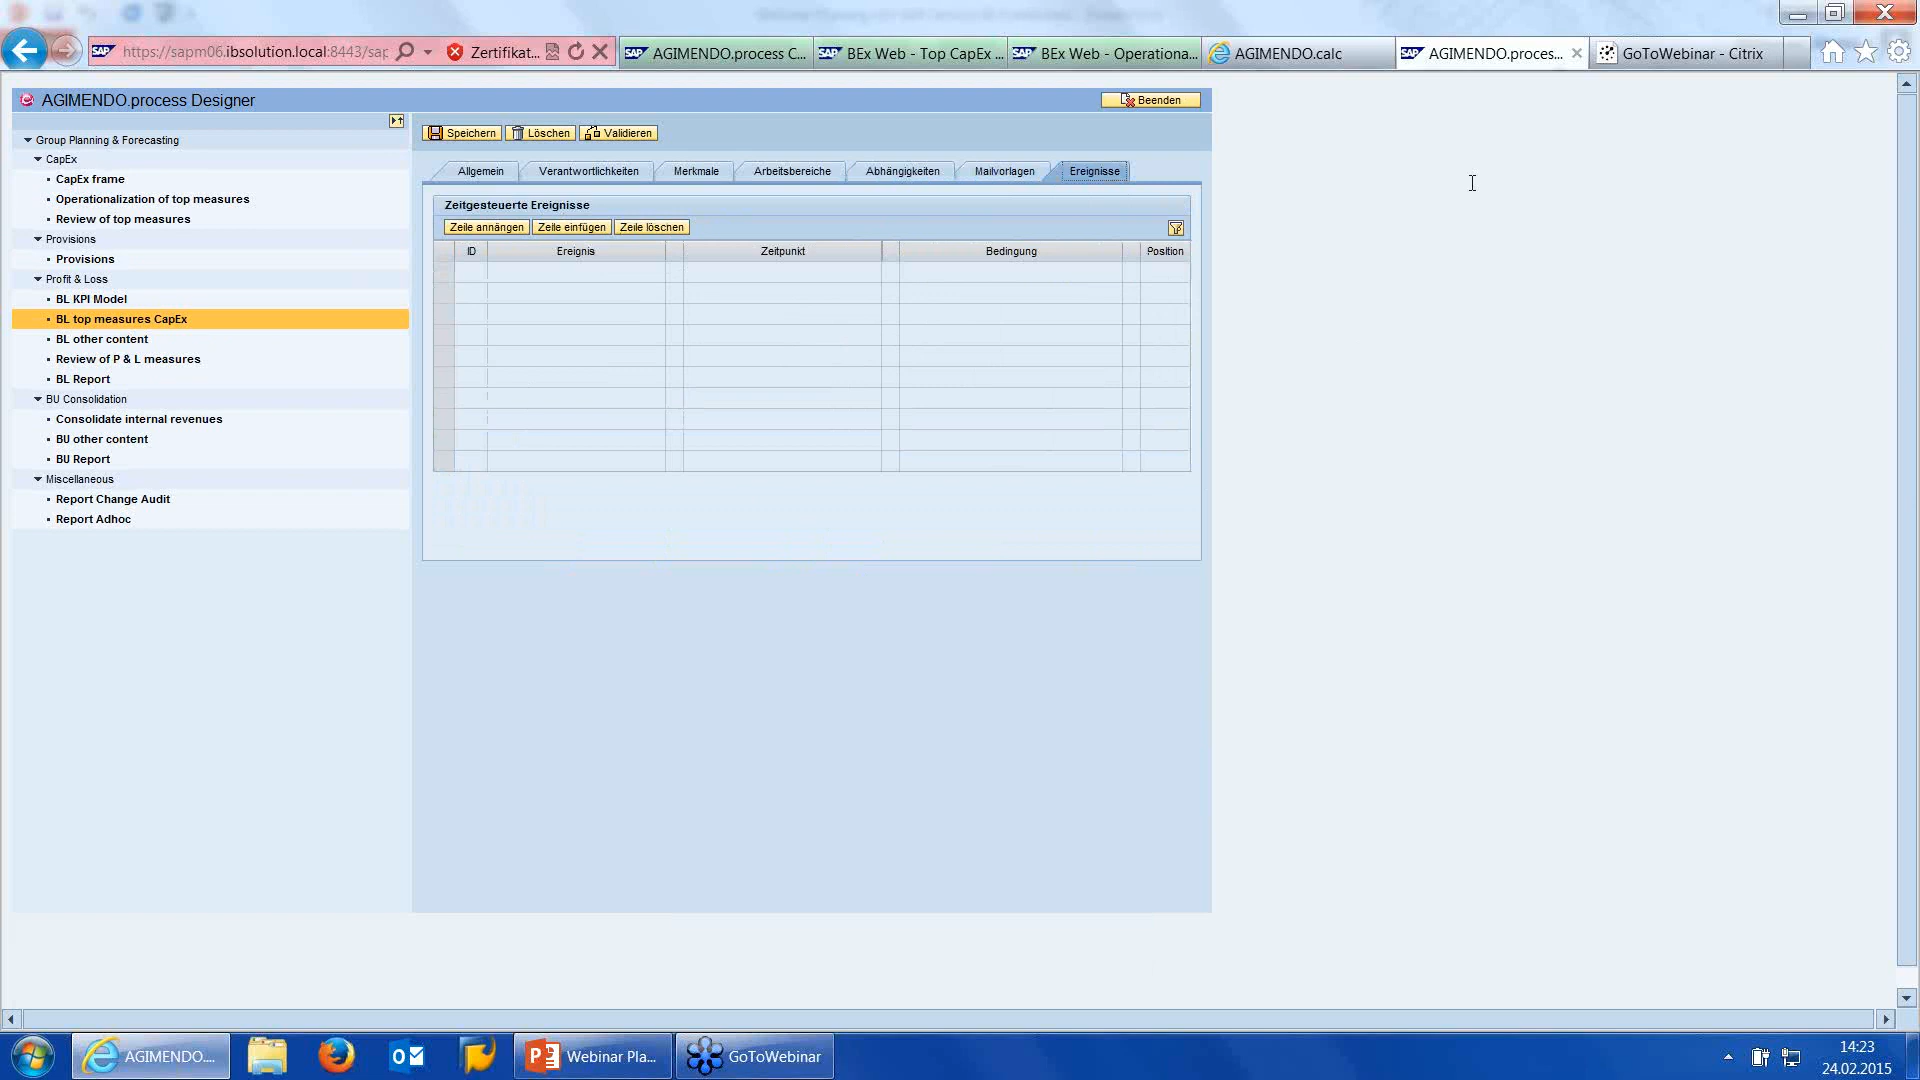 https://sapm06.ibsolution.local:8443/sap
Zertifikat...
SAP AGIMENDO.process C...
SAP BEx Web - Top CapEx ...
SAP BEx Web - Operationa...
AGIMENDO.calc
SAP AGIMENDO.proces...
GoToWebinar - Citrix
AGIMENDO.process Designer
Beenden
Group Planning & Forecasting
CapEx
CapEx frame
Operationalization of top measures
Review of top measures
Provisions
Provisions
Profit & Loss
BL KPI Model
BL top measures CapEx
BL other content
Review of P & L measures
BL Report
BU Consolidation
Consolidate internal revenues
BU other content
BU Report
Miscellaneous
Report Change Audit
Report Adhoc
Speichern Löschen Validieren
Allgemein Verantwortlichkeiten Merkmale Arbeitsbereiche Abhängigkeiten Mailvorlagen Ereignisse
Zeitgesteuerte Ereignisse
Zeile annängen Zeile einfügen Zeile löschen
ID Ereignis Zeitpunkt Bedingung Position
AGIMENDO....
Webinar Pla...
GoToWebinar
14:23
24.02.2015